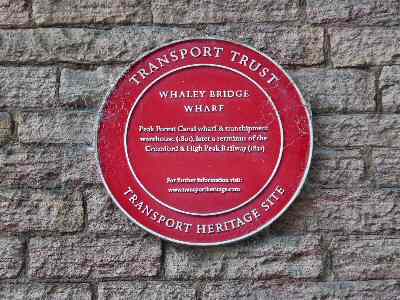 TRANSPORT TRUST
WHALEY BRIDGE
WHARF
Peak Forest Canal wharf & transhipment
warehouse (1801), later a terminus of the
Cromford & High Peak Railway (1831)
For further information visit:
www.transportheritage.com
TRANSPORT HERITAGE SITE